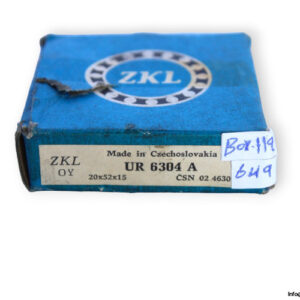 ZKL
ZKL
OY
Made in Czechoslovakia
UR 6304 A
20x52x15
ČSN 02 4630
Box-119
649